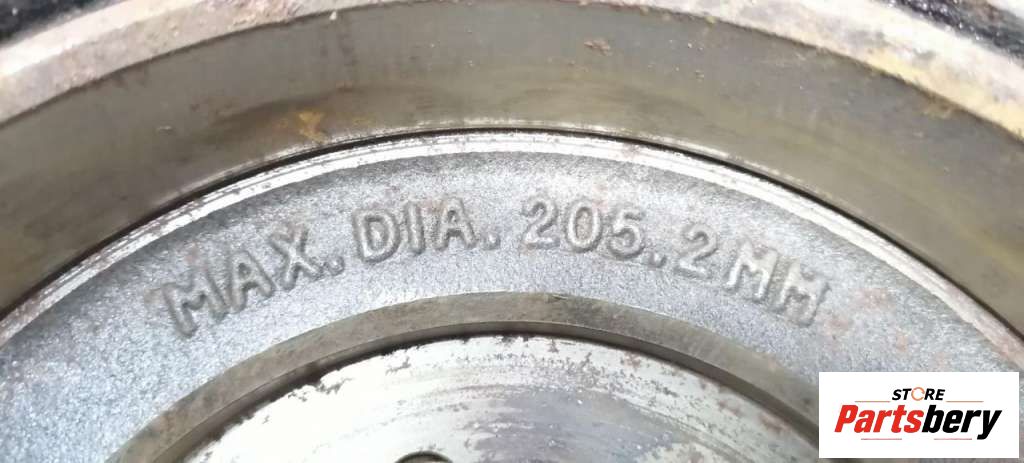 MAX. DIA. 205.2MM
STORE
Partsbery